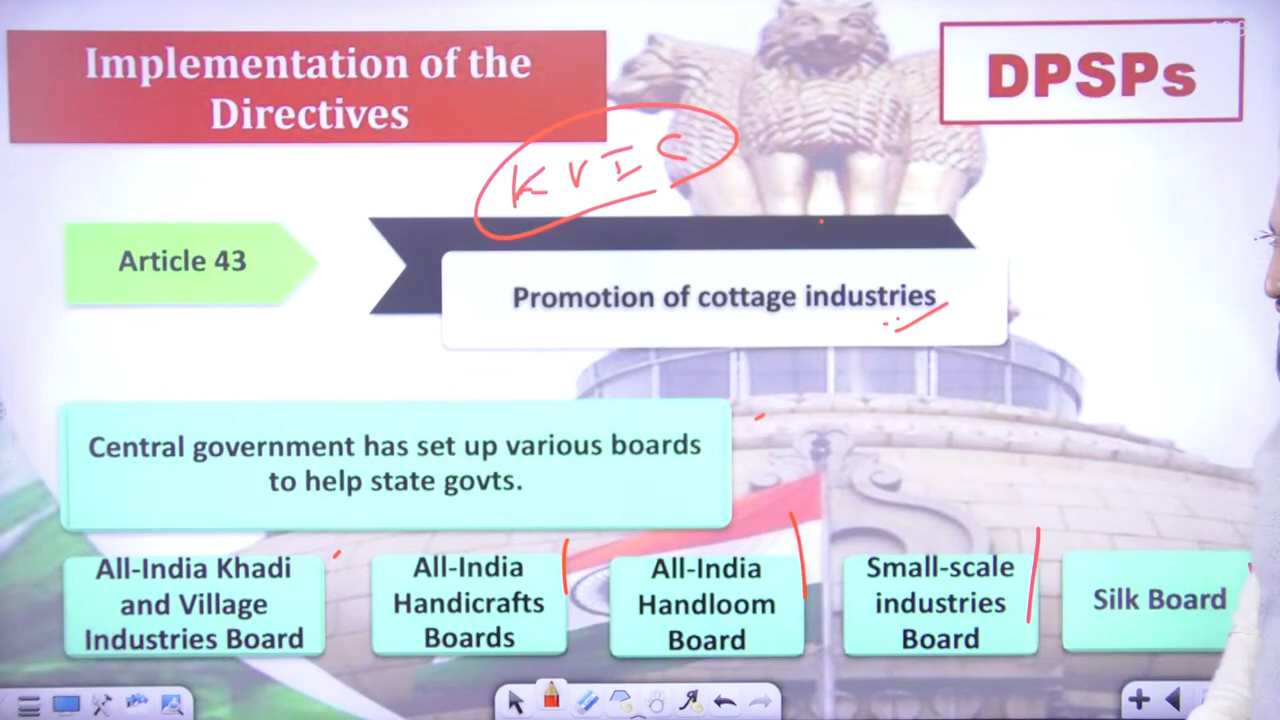 Implementation of the
Directives
DPSPs
KVIC
Article 43
Promotion of cottage industries
Central government has set up various boards
to help state govts.
All-India Khadi
and Village
Industries Board
All-India
Handicrafts
Boards
All-India
Handloom
Board
Small-scale
industries
Board
Silk Board